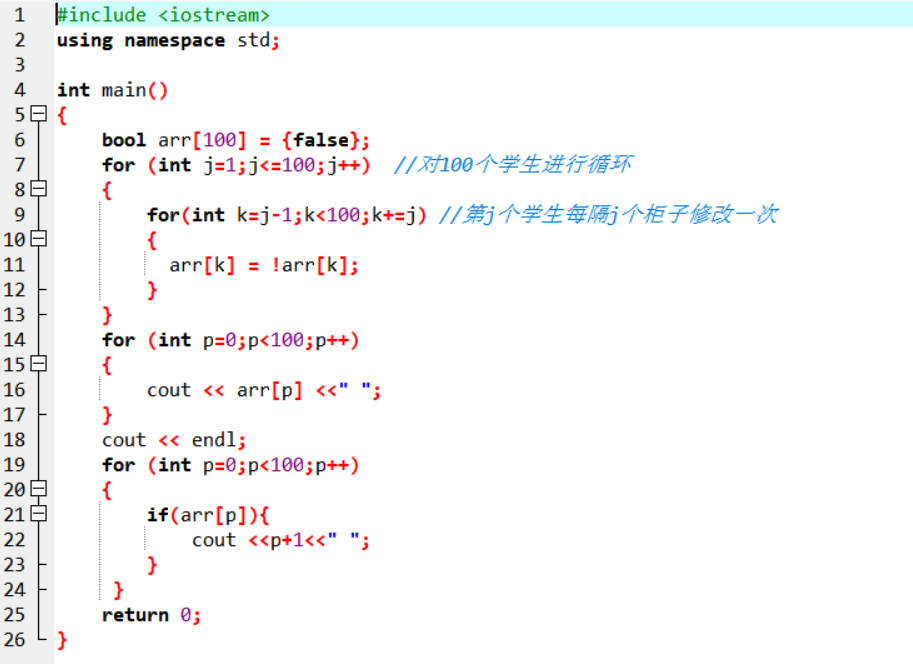 1 #include <iostream>
2 using namespace std;
3
4 int main()
5 {
6 bool arr[100] = {false};
7 for (int j=1;j<=100;j++) //对100个学生进行循环
8 {
9 for(int k=j-1;k<100;k+=j) //第j个学生每隔j个柜子修改一次
10 {
11 arr[k] = !arr[k];
12 }
13 }
14 for (int p=0;p<100;p++)
15 {
16 cout << arr[p] <<" ";
17 }
18 cout << endl;
19 for (int p=0;p<100;p++)
20 {
21 if(arr[p]){
22 cout <<p+1<<" ";
23 }
24 }
25 return 0;
26 }